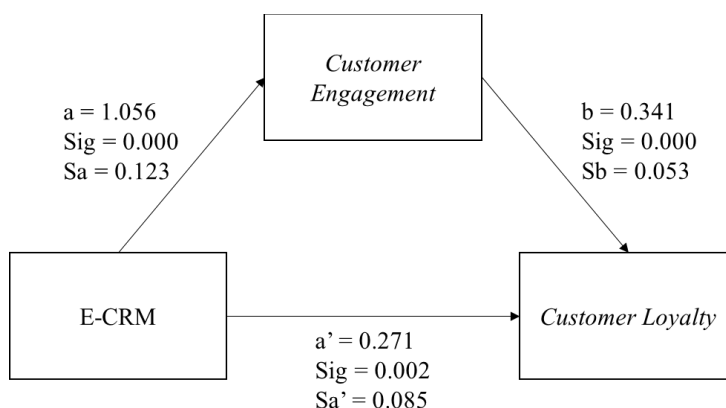 Customer
Engagement
a = 1.056
Sig = 0.000
Sa = 0.123
b = 0.341
Sig = 0.000
Sb = 0.053
E-CRM
Customer Loyalty
a’ = 0.271
Sig = 0.002
Sa’ = 0.085